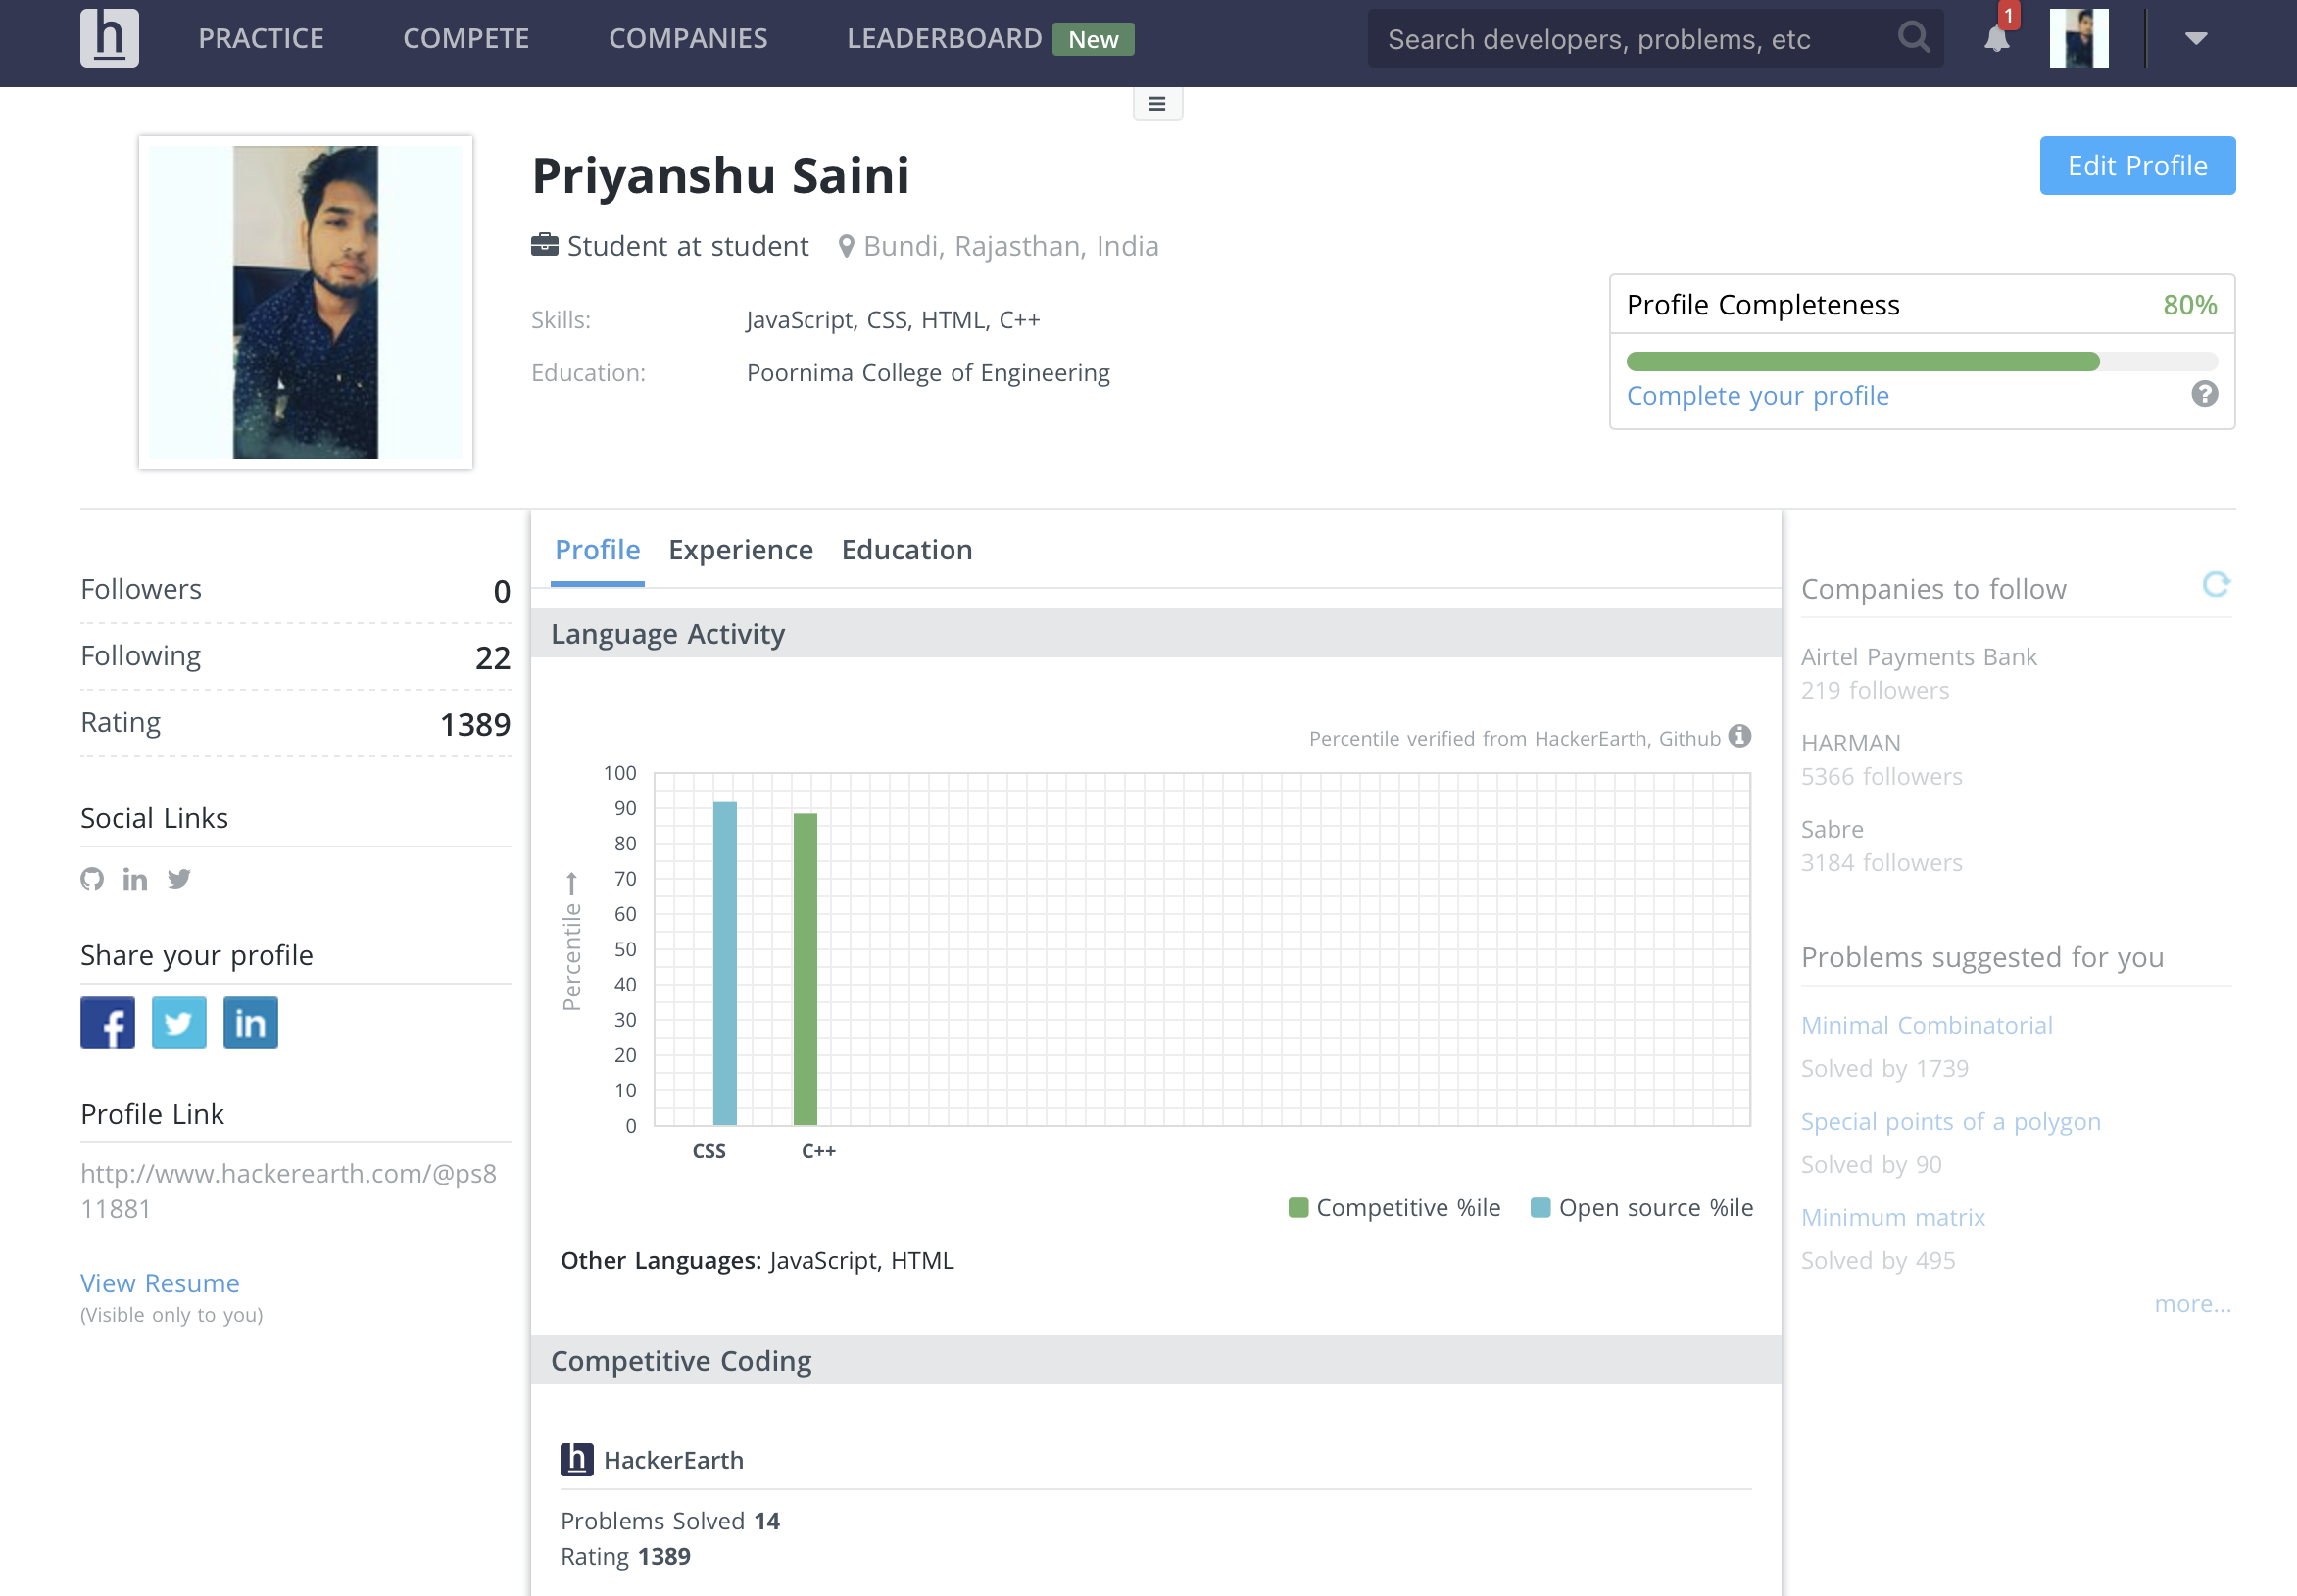 h PRACTICE COMPETE COMPANIES LEADERBOARD New Search developers, problems, etc 1
Priyanshu Saini
Edit Profile
Student at student Bundi, Rajasthan, India
Skills: JavaScript, CSS, HTML, C++
Education: Poornima College of Engineering
Profile Completeness 80%
Complete your profile ?
Followers 0
Following 22
Rating 1389
Social Links
in
Share your profile
f in
Profile Link
http://www.hackerearth.com/@ps8
11881
View Resume
(Visible only to you)
Profile Experience Education
Language Activity
Percentile verified from HackerEarth, Github i
Percentile
100
90
80
70
60
50
40
30
20
10
0
CSS C++
Competitive %ile Open source %ile
Other Languages: JavaScript, HTML
Competitive Coding
h HackerEarth
Problems Solved 14
Rating 1389
Companies to follow
Airtel Payments Bank
219 followers
HARMAN
5366 followers
Sabre
3184 followers
Problems suggested for you
Minimal Combinatorial
Solved by 1739
Special points of a polygon
Solved by 90
Minimum matrix
Solved by 495
more...